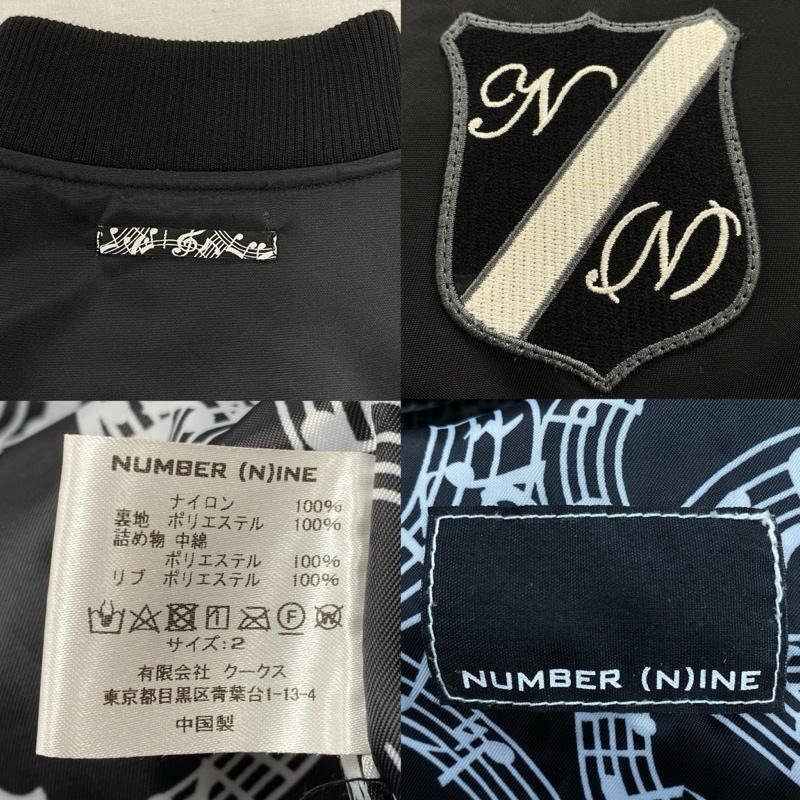 N
(N)
NUMBER (N)INE
ナイロン 100%
裏地 ポリエステル 100%
詰め物 中綿
ポリエステル 100%
リブ ポリエステル 100%
1
F
W
サイズ:2
有限会社 クークス
東京都目黒区青葉台1-13-4
中国製
NUMBER (N)INE